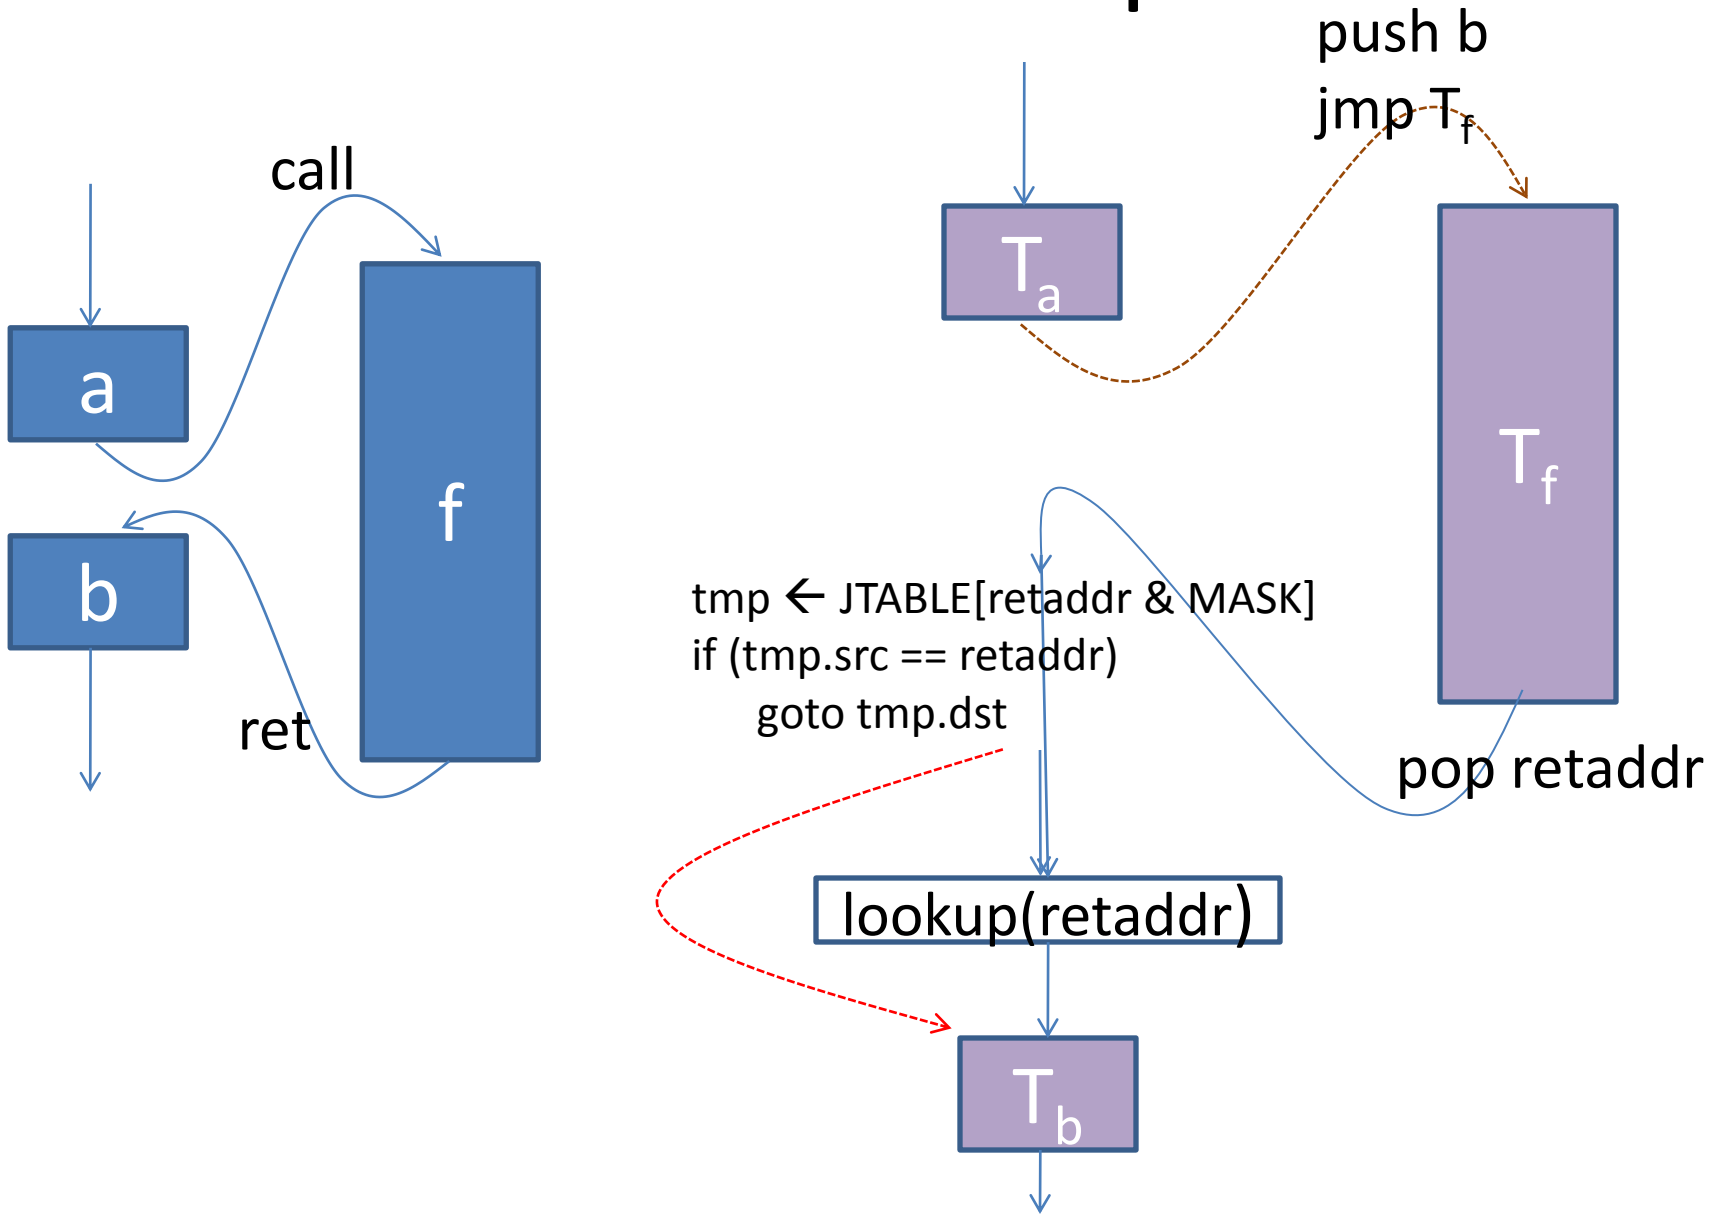 push b
jmp Tf
call
Ta
a
f
Tf
b
tmp ← JTABLE[retaddr & MASK]
if (tmp.src == retaddr)
goto tmp.dst
ret
pop retaddr
lookup(retaddr)
Tb